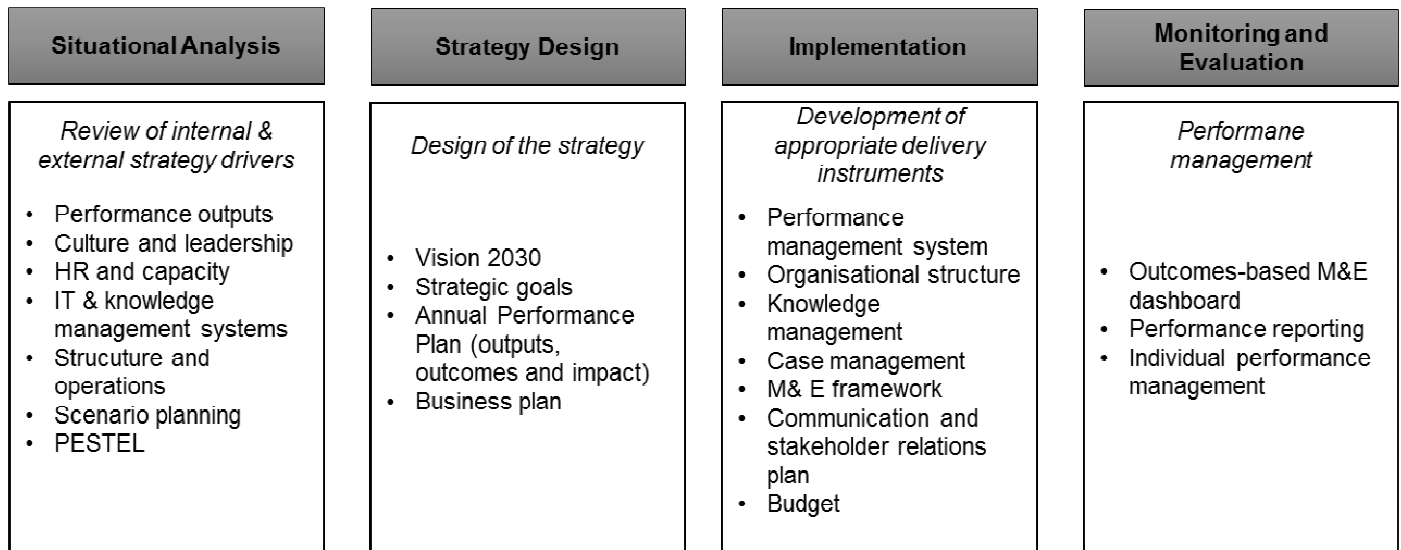 Situational Analysis
Review of internal &
external strategy drivers
• Performance outputs
• Culture and leadership
• HR and capacity
• IT & knowledge
management systems
• Strucuture and
operations
• Scenario planning
• PESTEL
Strategy Design
Design of the strategy
• Vision 2030
• Strategic goals
• Annual Performance
Plan (outputs,
outcomes and impact)
• Business plan
Implementation
Development of
appropriate delivery
instruments
• Performance
management system
• Organisational structure
• Knowledge
management
• Case management
• M& E framework
• Communication and
stakeholder relations
plan
• Budget
Monitoring and
Evaluation
Performane
management
• Outcomes-based M&E
dashboard
• Performance reporting
• Individual performance
management